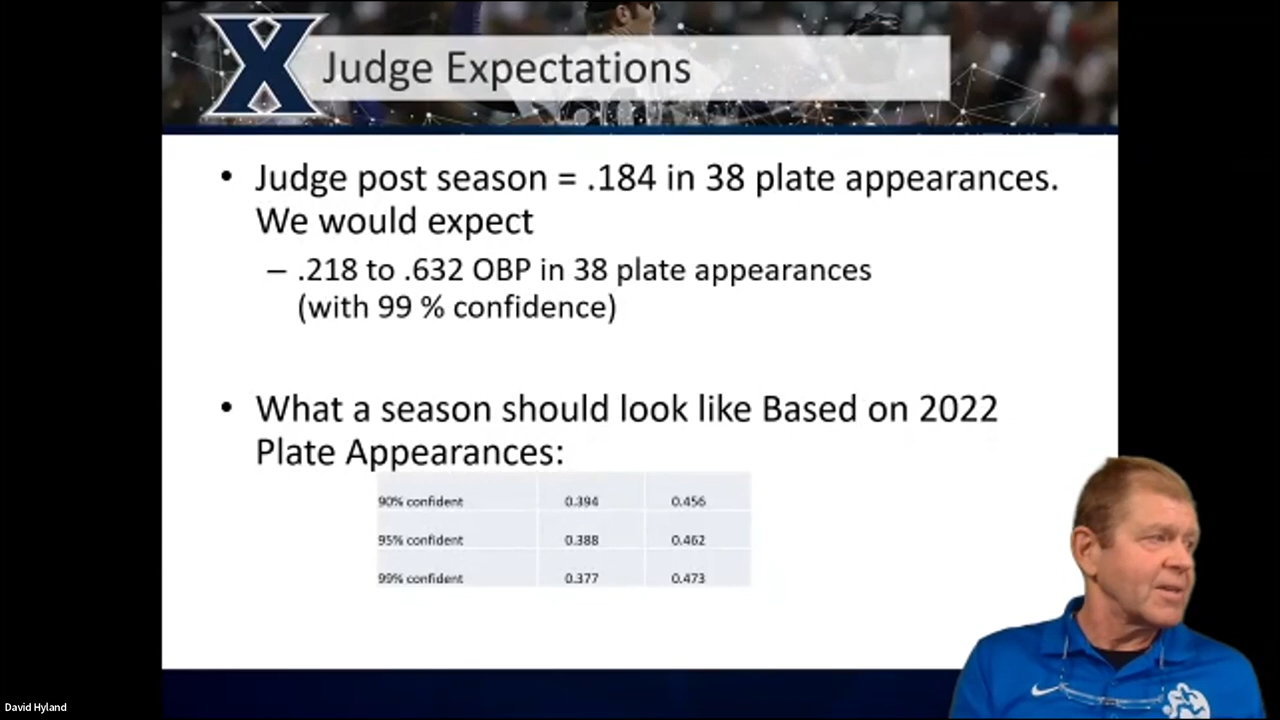 X
Judge Expectations
• Judge post season = .184 in 38 plate appearances.
We would expect
– .218 to .632 OBP in 38 plate appearances
(with 99 % confidence)
• What a season should look like Based on 2022
Plate Appearances:
90% confident 0.394 0.456
95% confident 0.388 0.462
99% confident 0.377 0.473
David Hyland